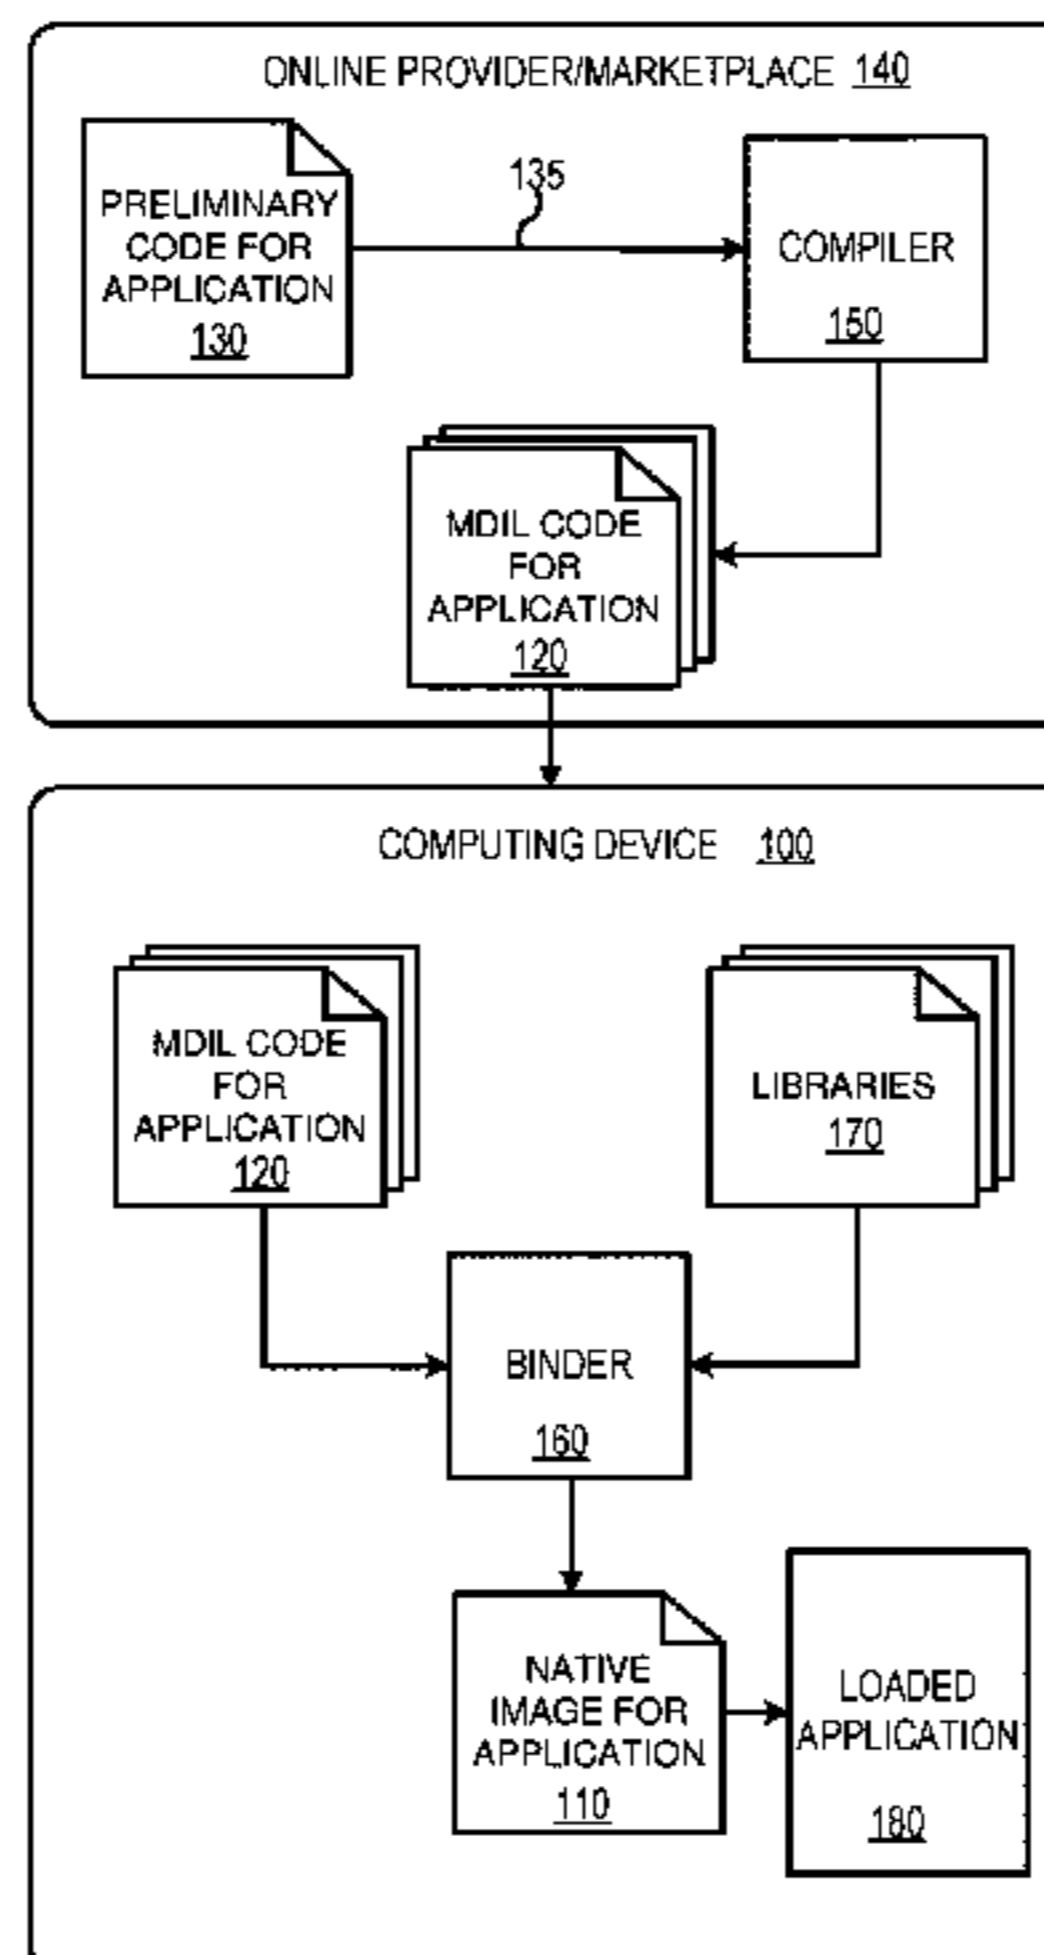 ONLINE PROVIDER/MARKETPLACE 140
PRELIMINARY
CODE FOR
APPLICATION
130
135
COMPILER
150
MDIL CODE
FOR
APPLICATION
120
COMPUTING DEVICE 100
MDIL CODE
FOR
APPLICATION
120
LIBRARIES
170
BINDER
160
NATIVE
IMAGE FOR
APPLICATION
110
LOADED
APPLICATION
180